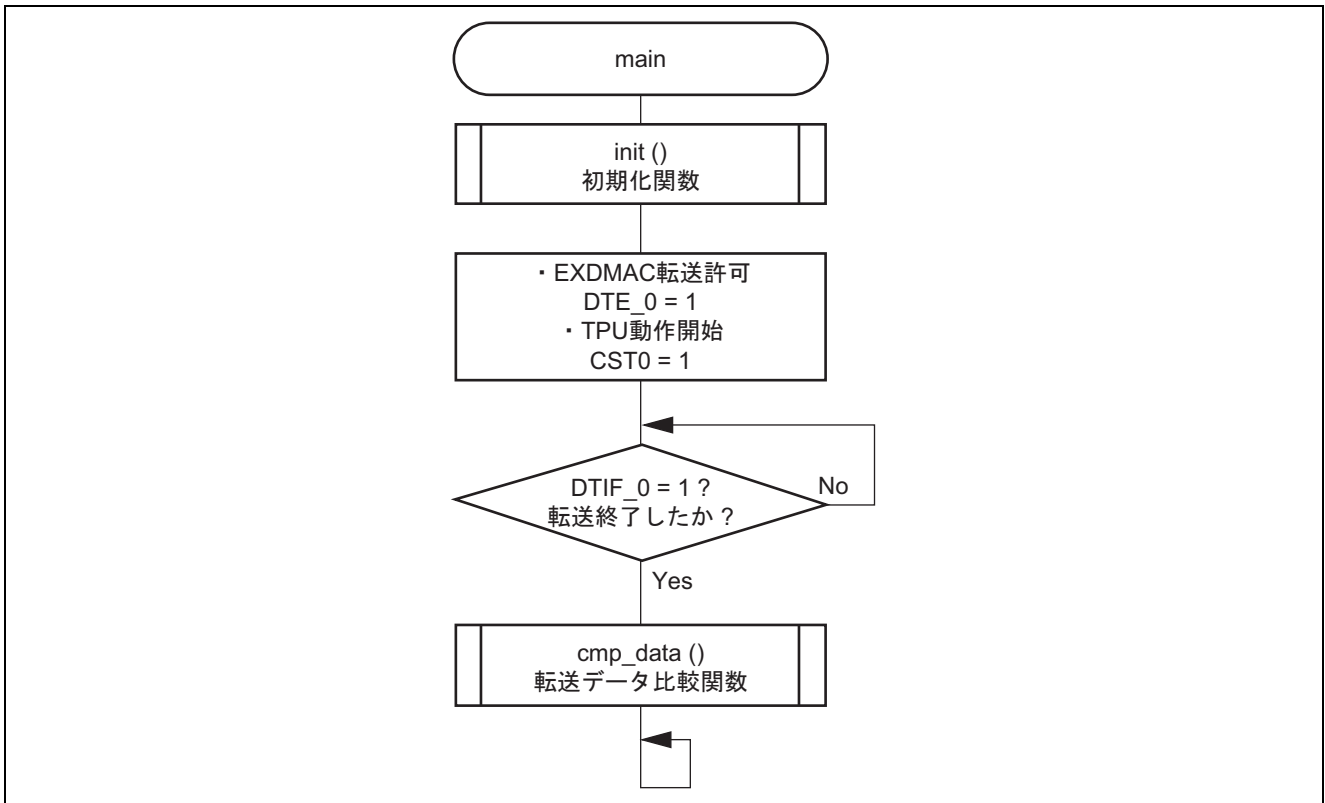 main
init ()
初期化関数
・EXDMAC転送許可
DTE_0 = 1
・TPU動作開始
CST0 = 1
DTIF_0 = 1 ?
転送終了したか?
No
Yes
cmp_data ()
転送データ比較関数